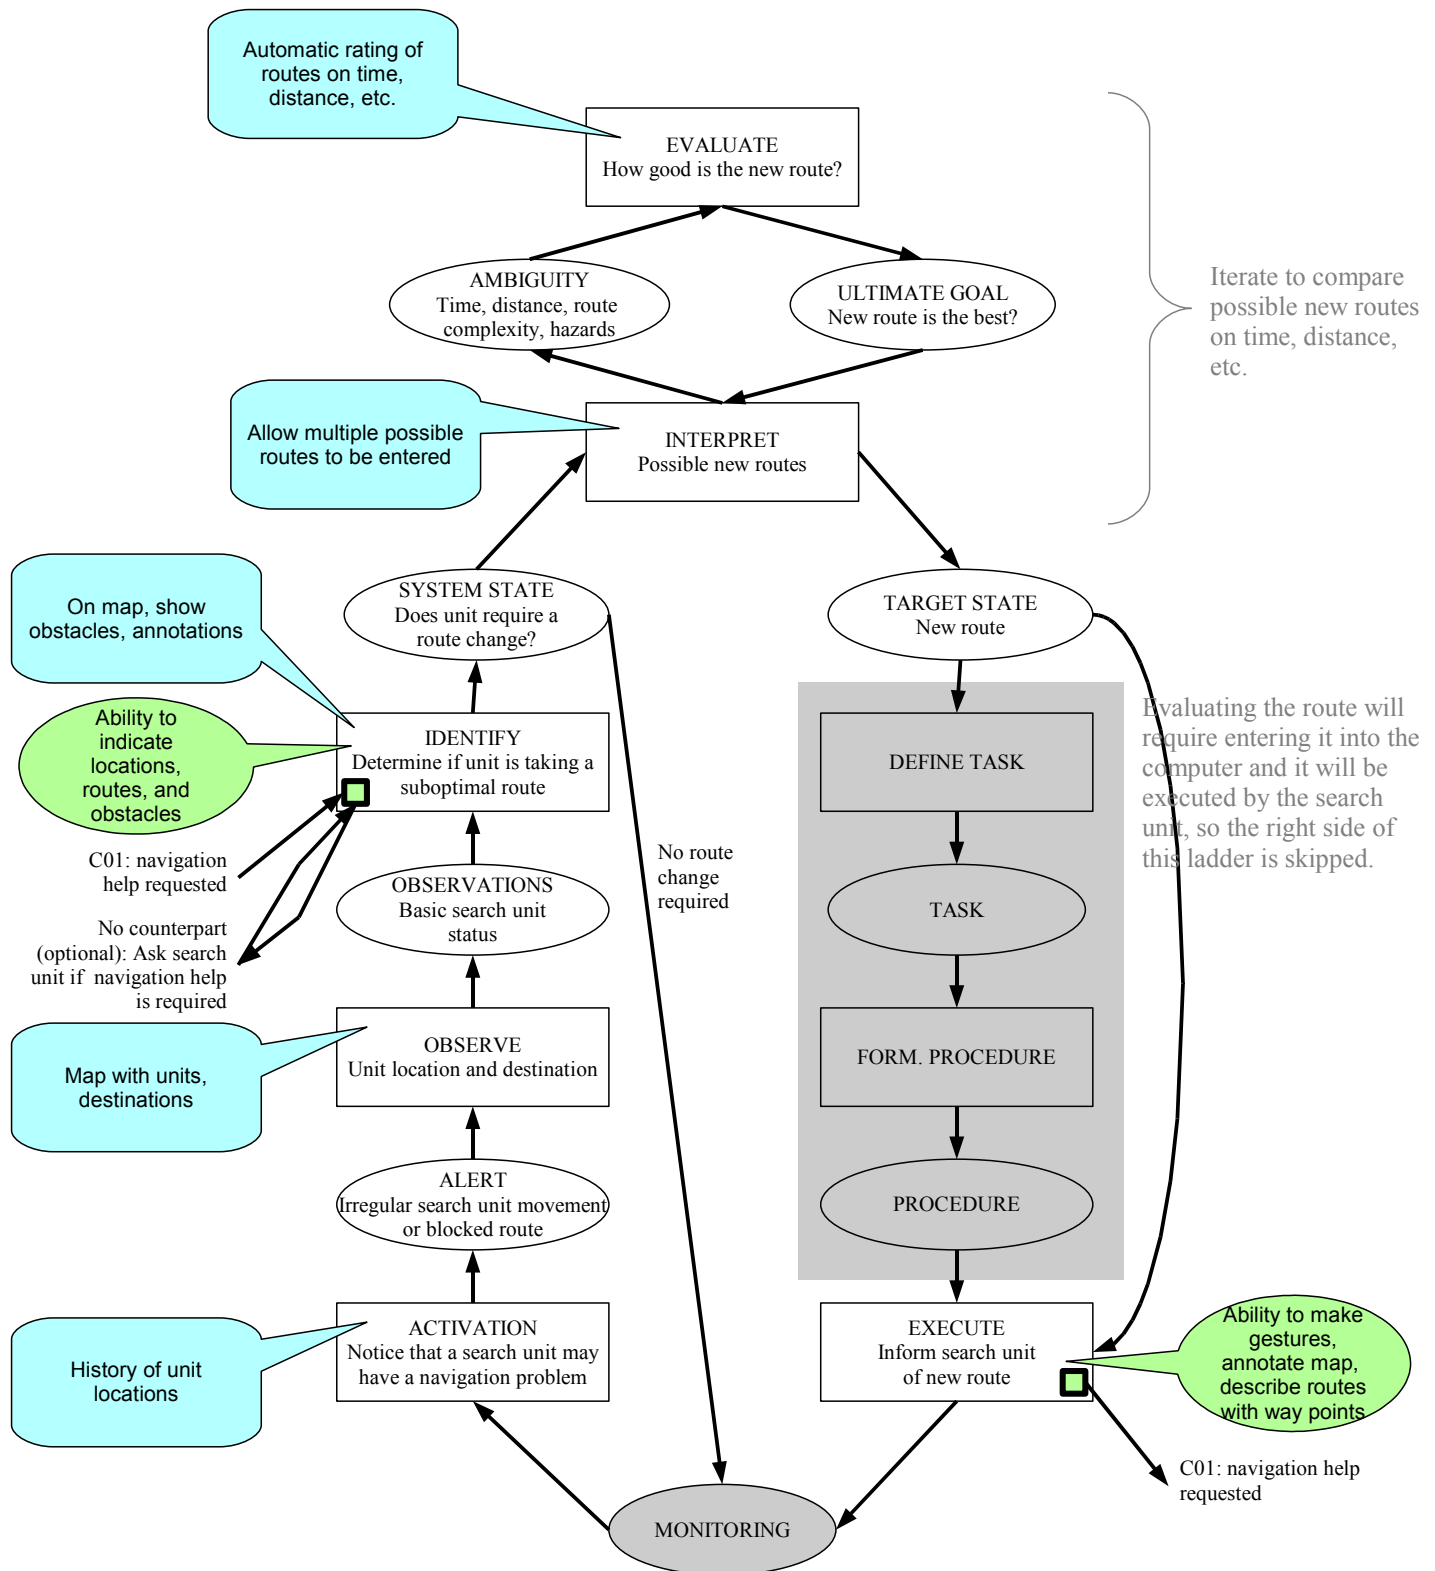 Automatic rating of
routes on time,
distance, etc.
EVALUATE
How good is the new route?
AMBIGUITY
Time, distance, route
complexity, hazards
ULTIMATE GOAL
New route is the best?
Iterate to compare
possible new routes
on time, distance,
etc.
Allow multiple possible
routes to be entered
INTERPRET
Possible new routes
On map, show
obstacles, annotations
SYSTEM STATE
Does unit require a
route change?
TARGET STATE
New route
Ability to
indicate
locations,
routes, and
obstacles
IDENTIFY
Determine if unit is taking a
suboptimal route
DEFINE TASK
Evaluating the route will
require entering it into the
computer and it will be
executed by the search
unit, so the right side of
this ladder is skipped.
C01: navigation
help requested
No route
change
required
OBSERVATIONS
Basic search unit
status
TASK
No counterpart
(optional): Ask search
unit if  navigation help
is required
Map with units,
destinations
OBSERVE
Unit location and destination
FORM. PROCEDURE
ALERT
Irregular search unit movement
or blocked route
PROCEDURE
History of unit
locations
ACTIVATION
Notice that a search unit may
have a navigation problem
EXECUTE
Inform search unit
of new route
Ability to make
gestures,
annotate map,
describe routes
with way points
C01: navigation help
requested
MONITORING